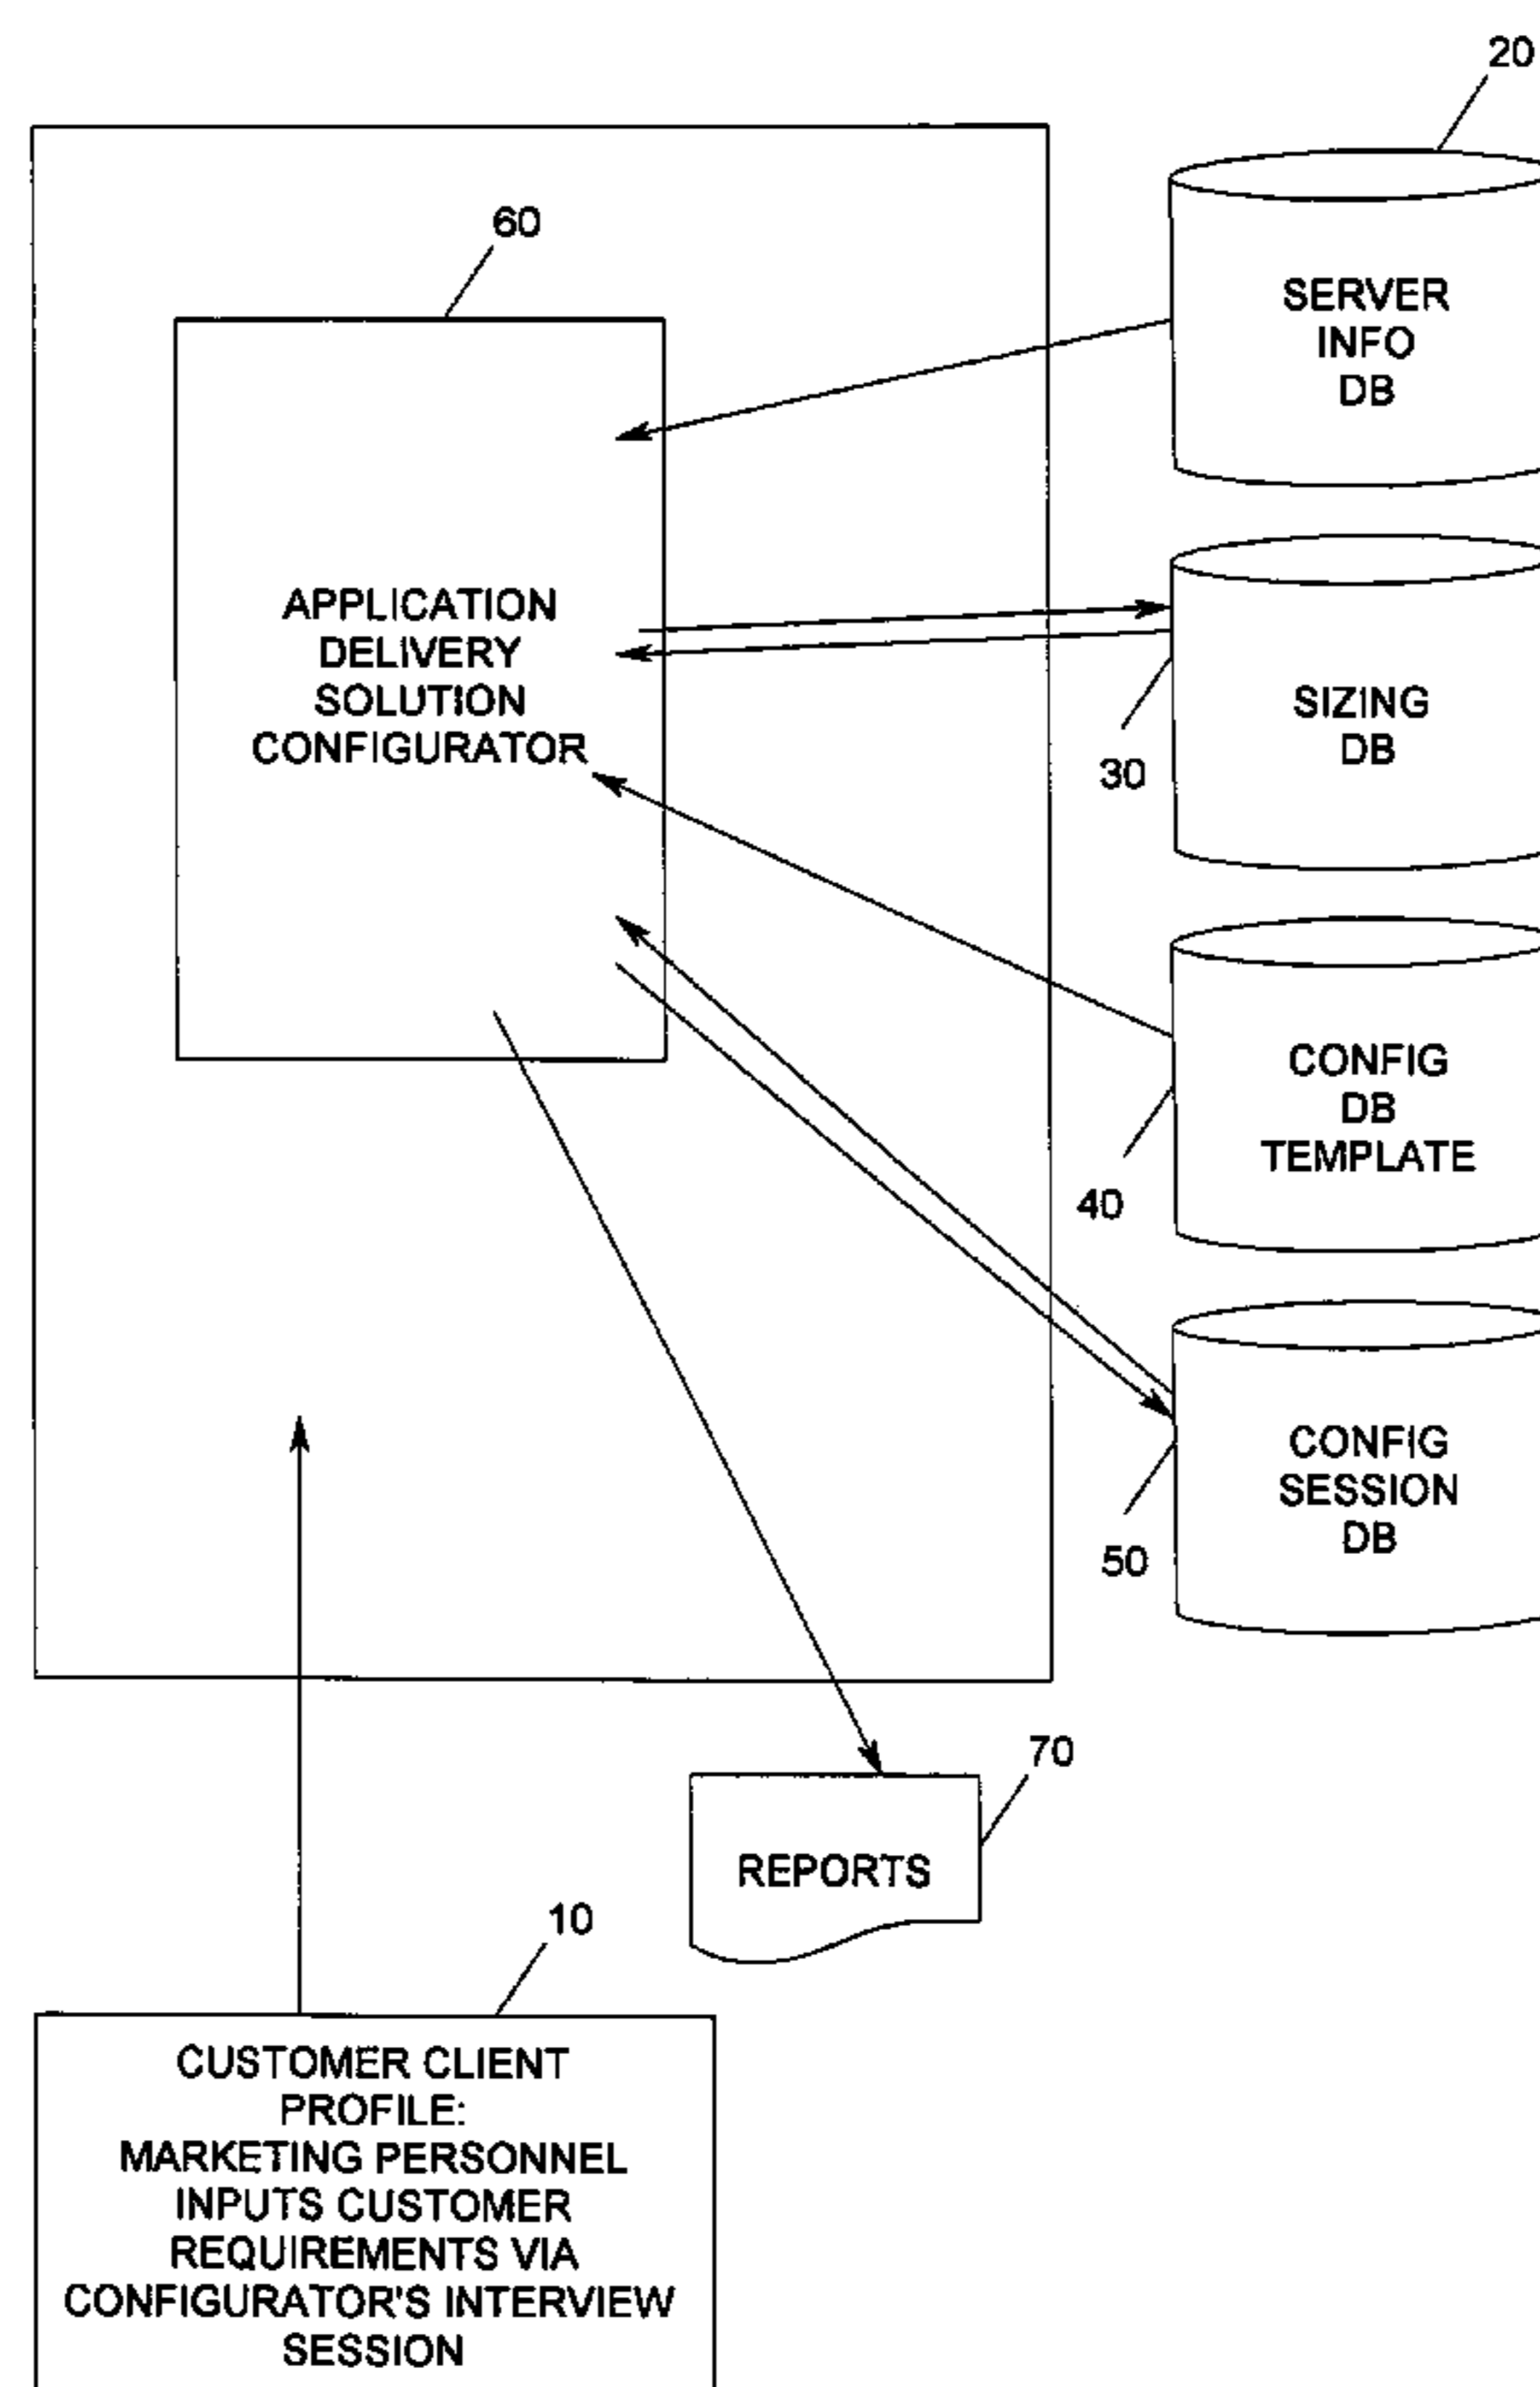 20
60
SERVER
INFO
DB
APPLICATION
DELIVERY
SOLUTION
CONFIGURATOR
SIZING
DB
30
CONFIG
DB
TEMPLATE
40
CONFIG
SESSION
DB
50
70
REPORTS
10
CUSTOMER CLIENT
PROFILE:
MARKETING PERSONNEL
INPUTS CUSTOMER
REQUIREMENTS VIA
CONFIGURATOR'S INTERVIEW
SESSION